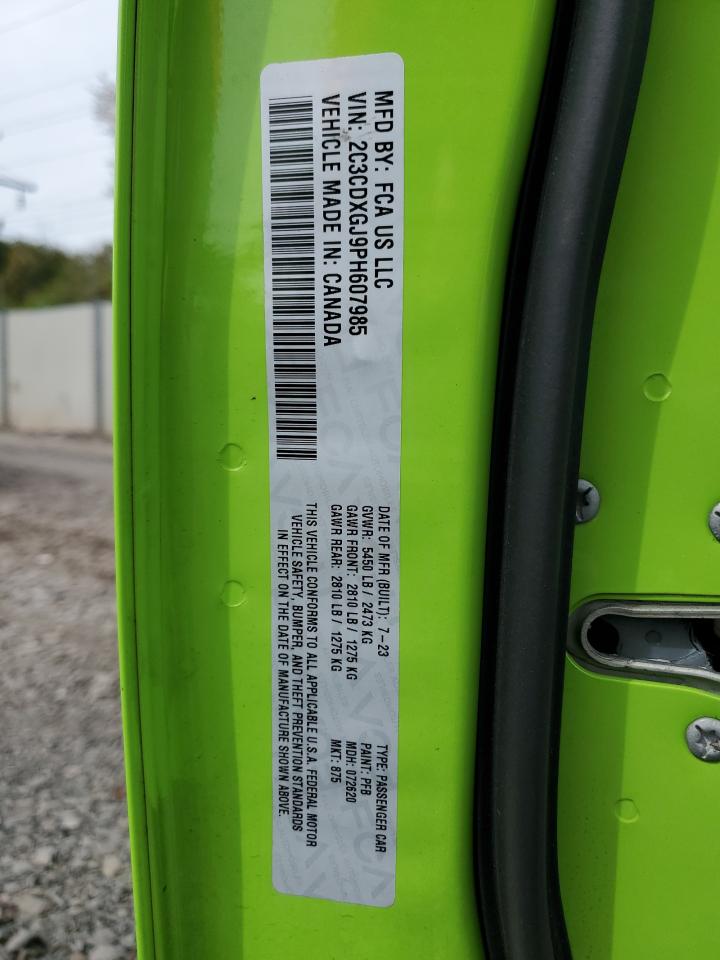 MFD BY: FCA US LLC
VIN: 2C3CDXGJ9PH607985
VEHICLE MADE IN: CANADA
DATE OF MFR (BUILT): 7-23
GVWR: 5450 LB / 2473 KG
GAWR FRONT: 2810 LB / 1275 KG
GAWR REAR: 2810 LB / 1275 KG
TYPE: PASSENGER CAR
PAINT: PFB
MDH: 072620
MKT: 875
THIS VEHICLE CONFORMS TO ALL APPLICABLE U.S.A. FEDERAL MOTOR
VEHICLE SAFETY, BUMPER, AND THEFT PREVENTION STANDARDS
IN EFFECT ON THE DATE OF MANUFACTURE SHOWN ABOVE.